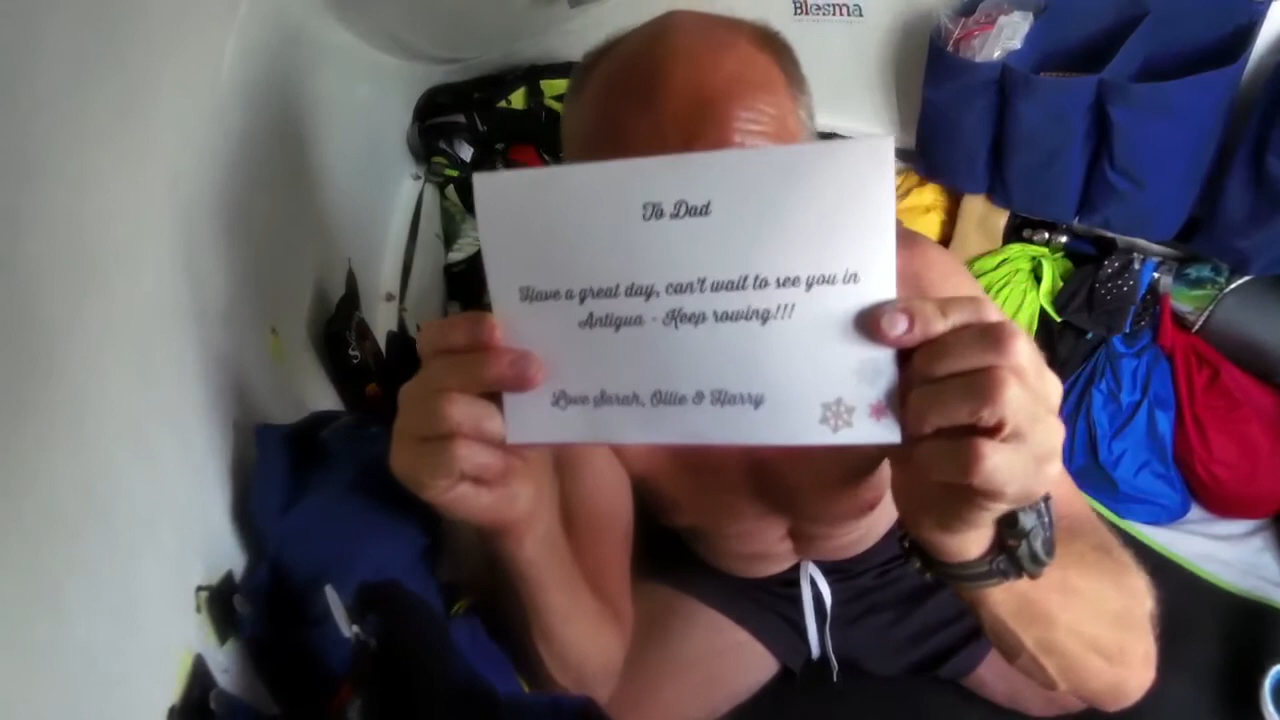 Blesma
To Dad
Have a great day, can't wait to see you in
Antigua - Keep rowing!!!
Love Sarah, Ollie & Harry